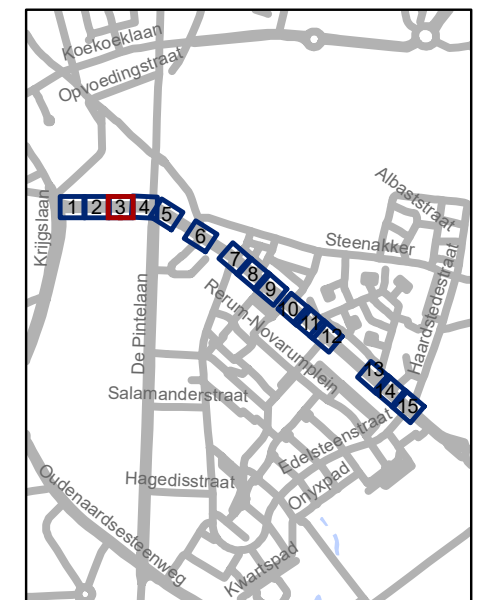 Koekoeklaan
Opvoedingstraat
Albaststraat
Krijgslaan
1 2 3 4 5
6
Steenakker
7
8
9
10
11
12
Haardstedestraat
De Pintelaan
Rerum-Novarumplein
13
14
15
Salamanderstraat
Edelsteenstraat
Hagedisstraat
Onyxpad
Oudenaardsesteenweg
Kwartspad